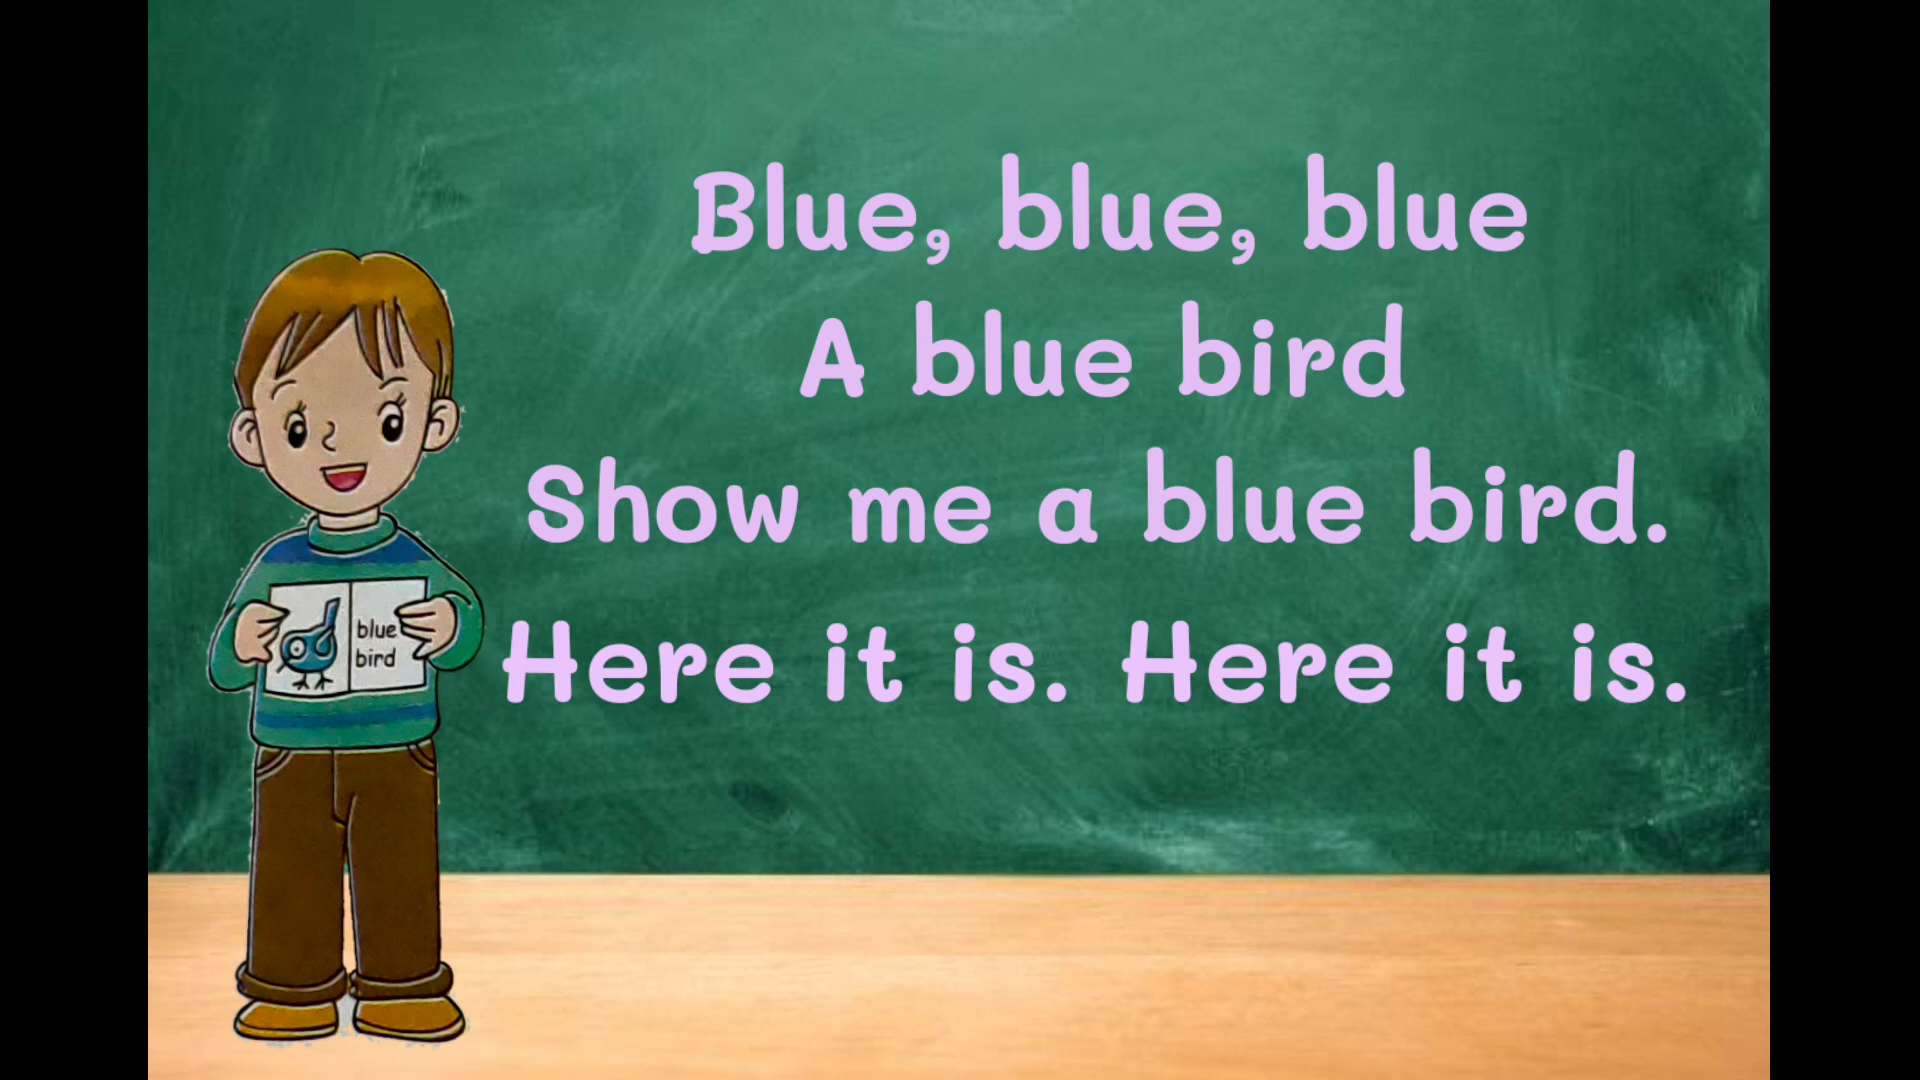 Blue, blue, blue
A blue bird
Show me a blue bird.
Here it is. Here it is.
blue
bird